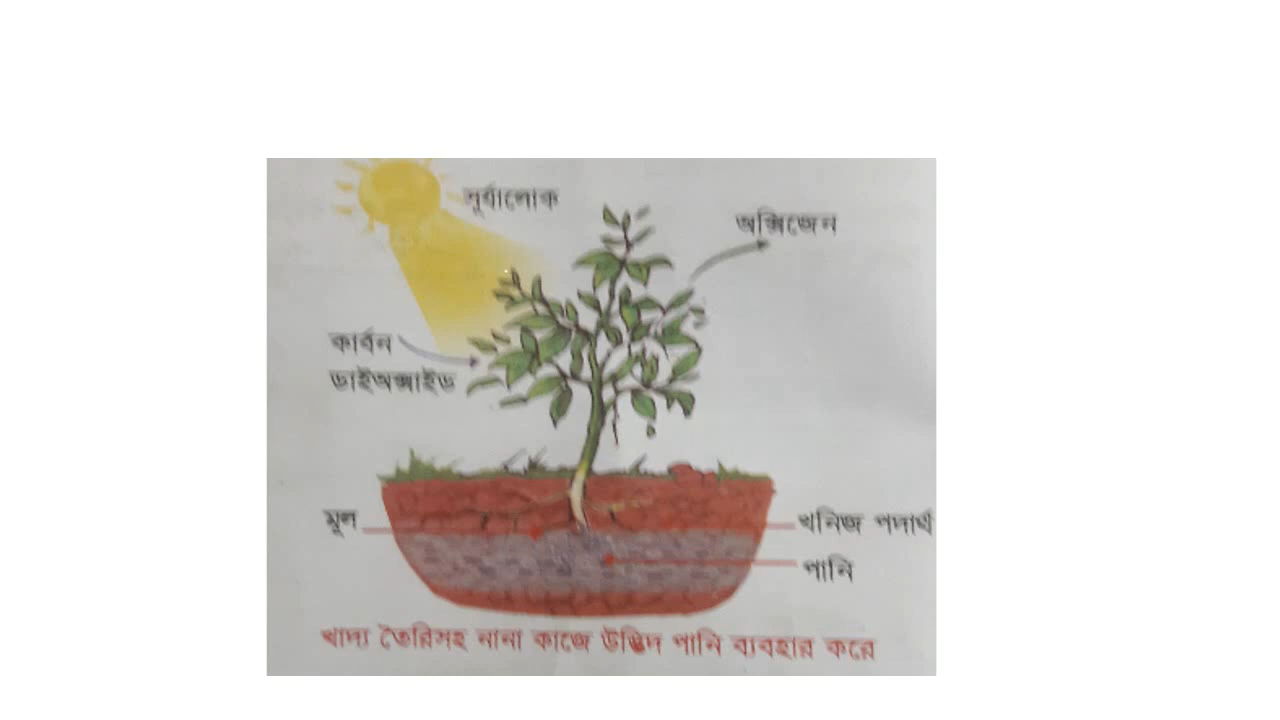 সূর্যালোক
অক্সিজেন
কার্বন
ডাইঅক্সাইড
মূল
খনিজ পদার্থ
পানি
খাদ্য তৈরিসহ নানা কাজে উদ্ভিদ পানি ব্যবহার করে